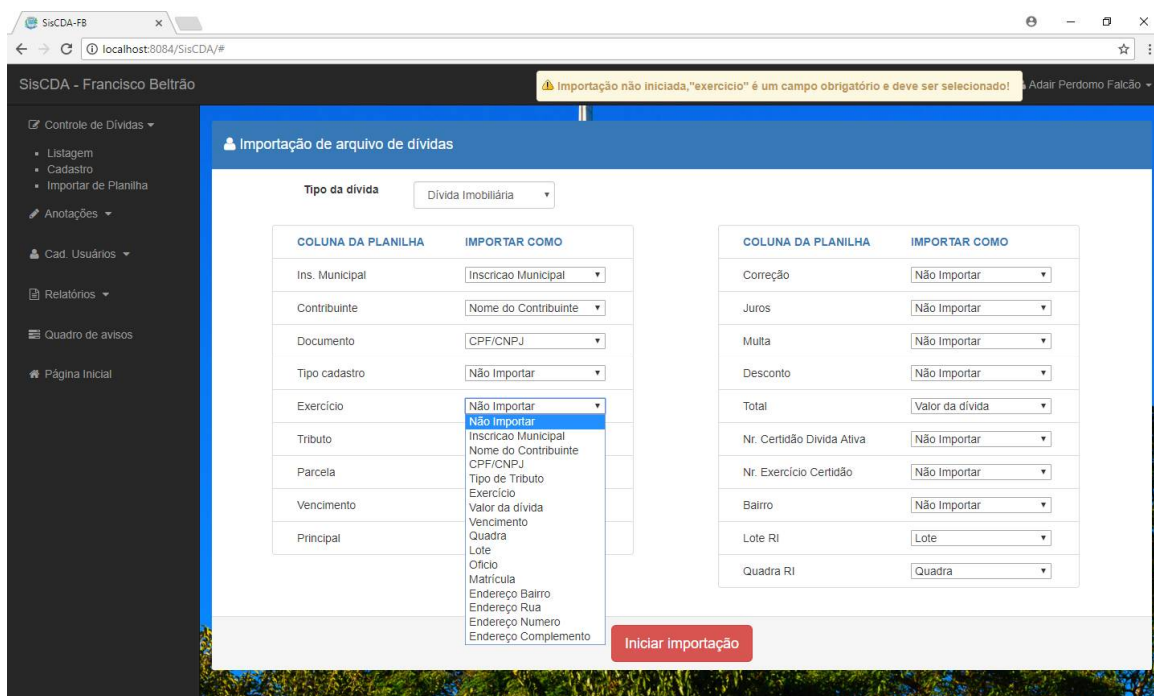 SisCDA-FB
localhost:8084/SisCDA/#
SisCDA - Francisco Beltrão
Importação não iniciada,"exercicio" é um campo obrigatório e deve ser selecionado!
Adair Perdomo Falcão
Controle de Dívidas
Listagem
Cadastro
Importar de Planilha
Anotações
Cad. Usuários
Relatórios
Quadro de avisos
Página Inicial
Importação de arquivo de dívidas
Tipo da dívida Dívida Imobiliária
COLUNA DA PLANILHA IMPORTAR COMO
Ins. Municipal Inscricao Municipal
Contribuinte Nome do Contribuinte
Documento CPF/CNPJ
Tipo cadastro Não Importar
Exercício Não Importar
Não Importar
Inscricao Municipal
Nome do Contribuinte
CPF/CNPJ
Tipo de Tributo
Exercício
Valor da dívida
Vencimento
Quadra
Lote
Oficio
Matrícula
Endereço Bairro
Endereço Rua
Endereço Numero
Endereço Complemento
Tributo
Parcela
Vencimento
Principal
COLUNA DA PLANILHA IMPORTAR COMO
Correção Não Importar
Juros Não Importar
Multa Não Importar
Desconto Não Importar
Total Valor da dívida
Nr. Certidão Divida Ativa Não Importar
Nr. Exercício Certidão Não Importar
Bairro Não Importar
Lote RI Lote
Quadra RI Quadra
Iniciar importação